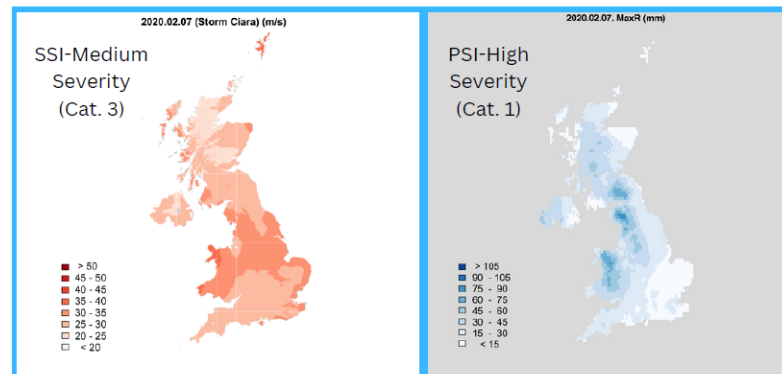 2020.02.07 (Storm Ciara) (m/s)
SSI-Medium
Severity
(Cat. 3)
> 50
45 - 50
40 - 45
35 - 40
30 - 35
25 - 30
20 - 25
< 20
2020.02.07. MaxR (mm)
PSI-High
Severity
(Cat. 1)
> 105
90 - 105
75 - 90
60 - 75
45 - 60
30 - 45
15 - 30
< 15